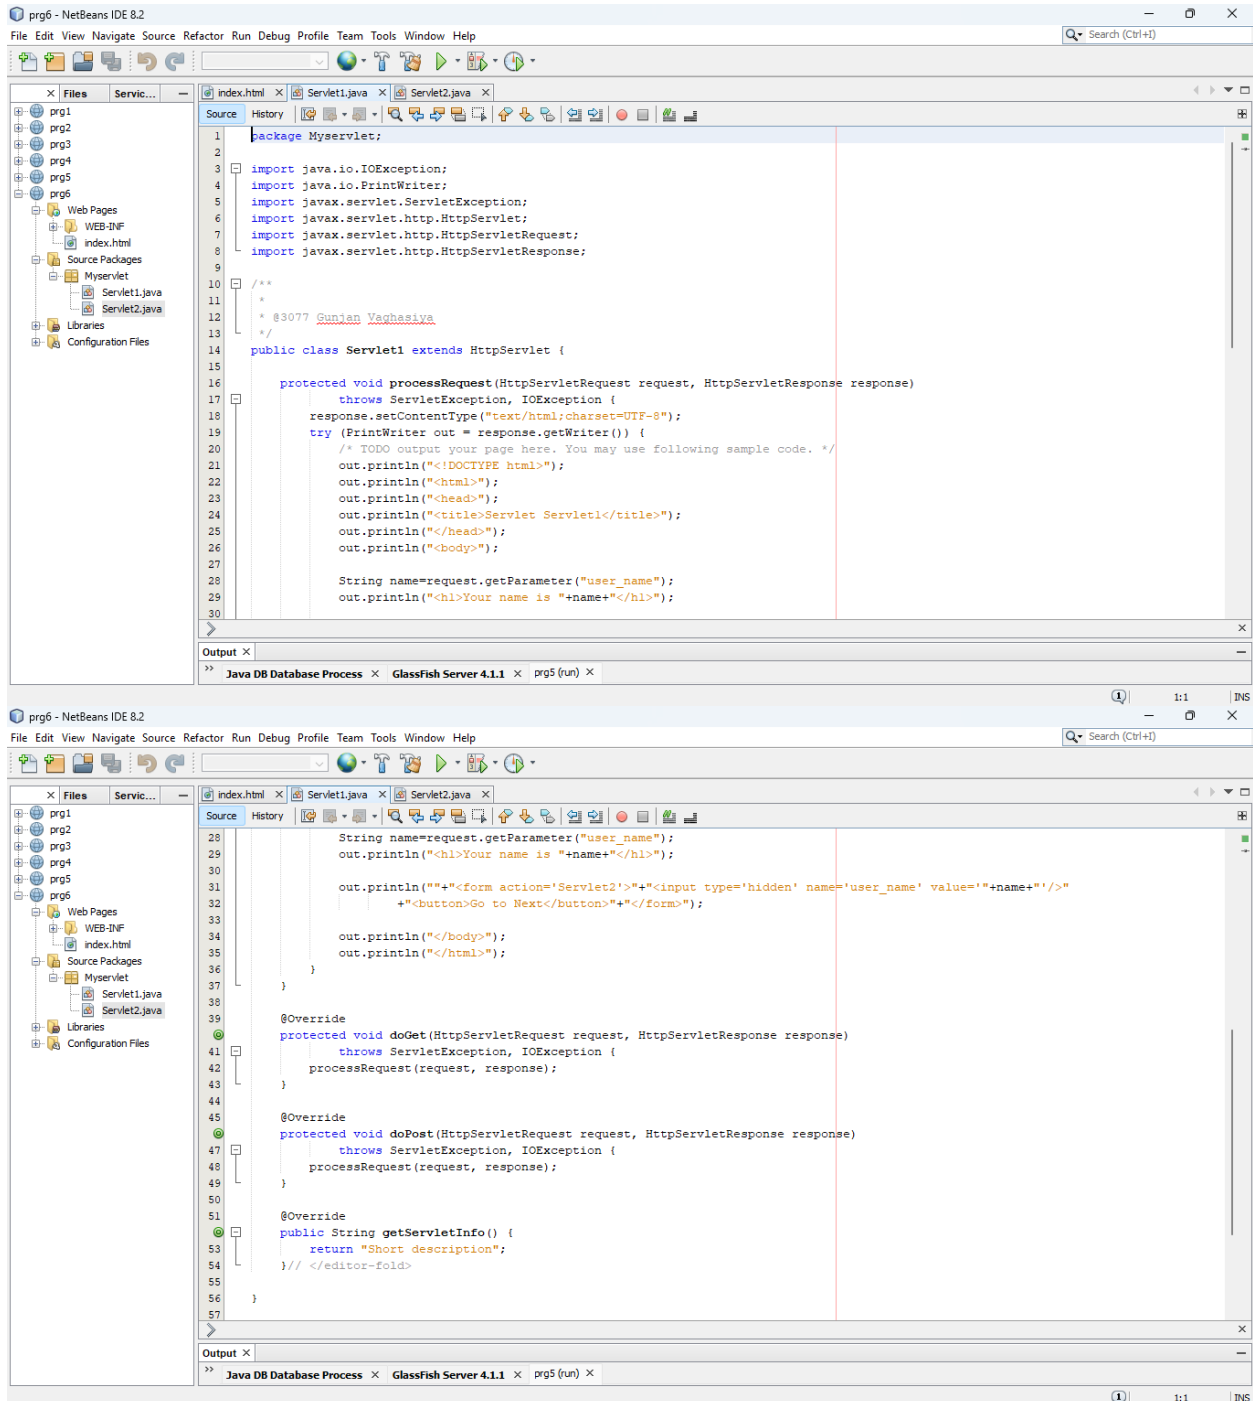 prg6 - NetBeans IDE 8.2
File Edit View Navigate Source Refactor Run Debug Profile Team Tools Window Help
Search (Ctrl+I)
Files Servic...
index.html Servlet1.java Servlet2.java
Source History
prg1
prg2
prg3
prg4
prg5
prg6
Web Pages
WEB-INF
index.html
Source Packages
Myservlet
Servlet1.java
Servlet2.java
Libraries
Configuration Files
1 package Myservlet;
2
3 import java.io.IOException;
4 import java.io.PrintWriter;
5 import javax.servlet.ServletException;
6 import javax.servlet.http.HttpServlet;
7 import javax.servlet.http.HttpServletRequest;
8 import javax.servlet.http.HttpServletResponse;
9
10 /**
11 *
12 * @3077 Gunjan Vaghasiya
13 */
14 public class Servlet1 extends HttpServlet {
15
16 protected void processRequest(HttpServletRequest request, HttpServletResponse response)
17 throws ServletException, IOException {
18 response.setContentType("text/html;charset=UTF-8");
19 try (PrintWriter out = response.getWriter()) {
20 /* TODO output your page here. You may use following sample code. */
21 out.println("<!DOCTYPE html>");
22 out.println("<html>");
23 out.println("<head>");
24 out.println("<title>Servlet Servlet1</title>");
25 out.println("</head>");
26 out.println("<body>");
27
28 String name=request.getParameter("user_name");
29 out.println("<h1>Your name is "+name+"</h1>");
30
Output
Java DB Database Process GlassFish Server 4.1.1 prg5 (run)
1 1:1 INS
prg6 - NetBeans IDE 8.2
File Edit View Navigate Source Refactor Run Debug Profile Team Tools Window Help
Search (Ctrl+I)
Files Servic...
index.html Servlet1.java Servlet2.java
Source History
prg1
prg2
prg3
prg4
prg5
prg6
Web Pages
WEB-INF
index.html
Source Packages
Myservlet
Servlet1.java
Servlet2.java
Libraries
Configuration Files
28 String name=request.getParameter("user_name");
29 out.println("<h1>Your name is "+name+"</h1>");
30
31 out.println(""+"<form action='Servlet2'>"+"<input type='hidden' name='user_name' value='"+name+"'/>"
32 +"<button>Go to Next</button>"+"</form>");
33
34 out.println("</body>");
35 out.println("</html>");
36 }
37 }
38
39 @Override
protected void doGet(HttpServletRequest request, HttpServletResponse response)
41 throws ServletException, IOException {
42 processRequest(request, response);
43 }
44
45 @Override
protected void doPost(HttpServletRequest request, HttpServletResponse response)
47 throws ServletException, IOException {
48 processRequest(request, response);
49 }
50
51 @Override
public String getServletInfo() {
53 return "Short description";
54 }// </editor-fold>
55
56 }
57
Output
Java DB Database Process GlassFish Server 4.1.1 prg5 (run)
1 1:1 INS